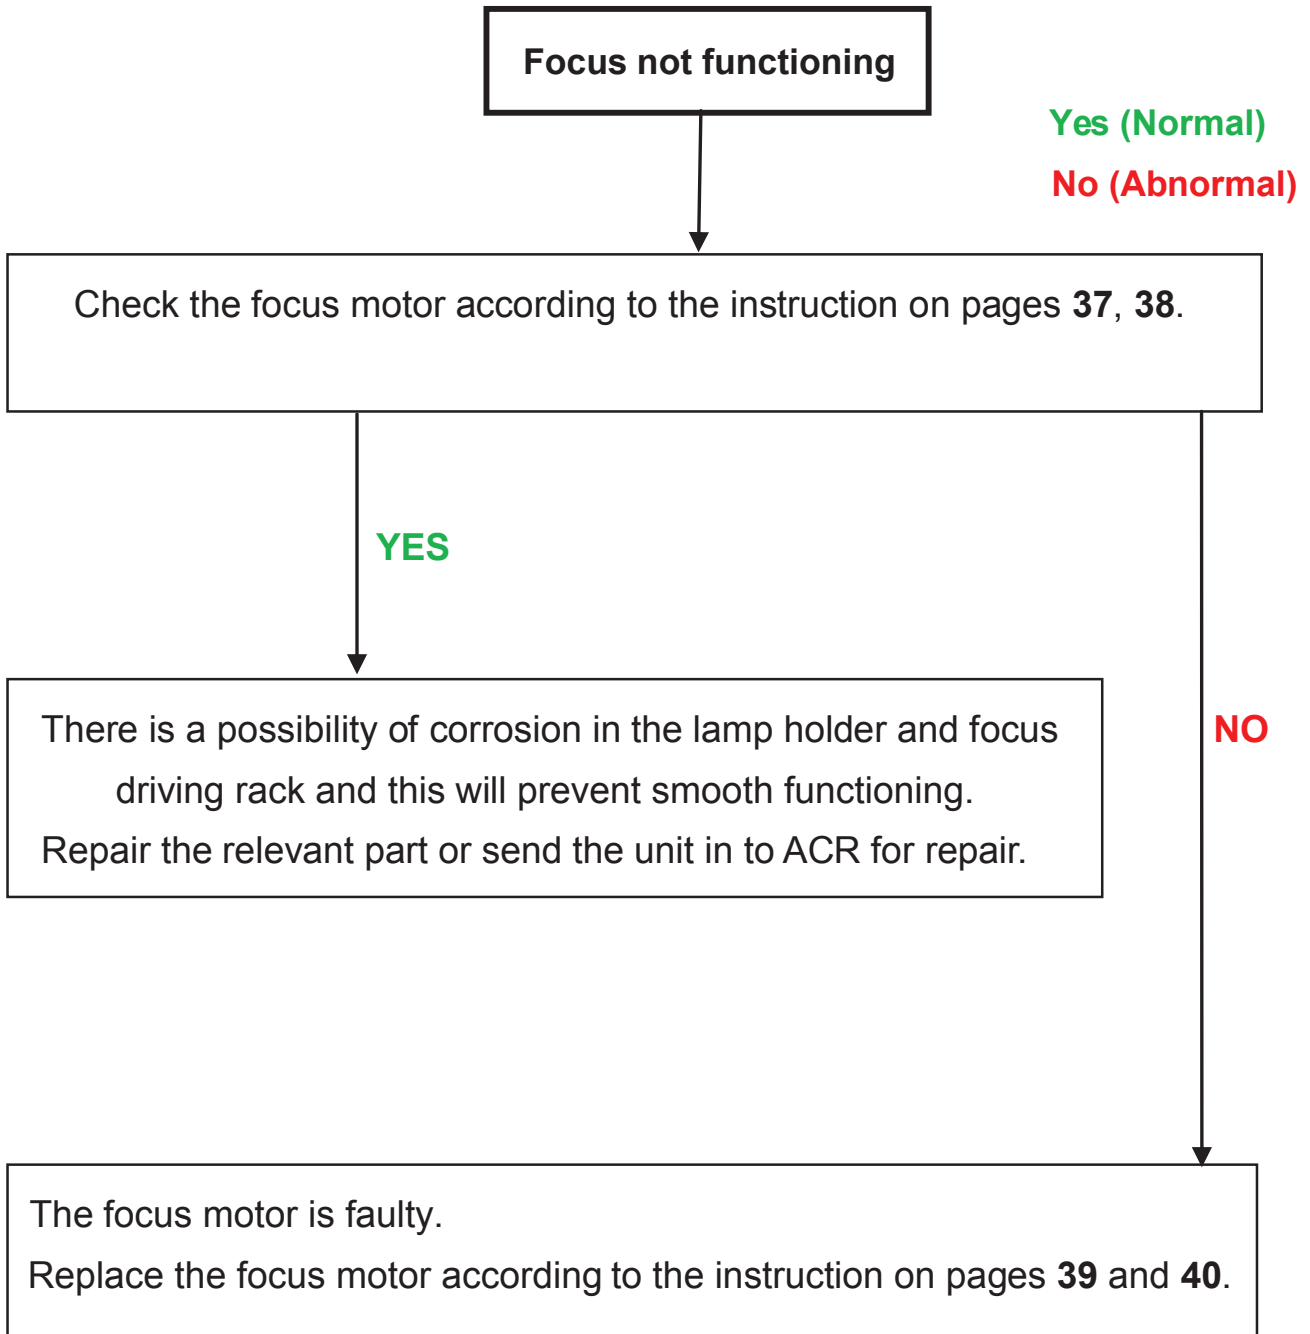 Focus not functioning
Yes (Normal)
No (Abnormal)
Check the focus motor according to the instruction on pages 37, 38.
YES
There is a possibility of corrosion in the lamp holder and focus
driving rack and this will prevent smooth functioning.
Repair the relevant part or send the unit in to ACR for repair.
NO
The focus motor is faulty.
Replace the focus motor according to the instruction on pages 39 and 40.